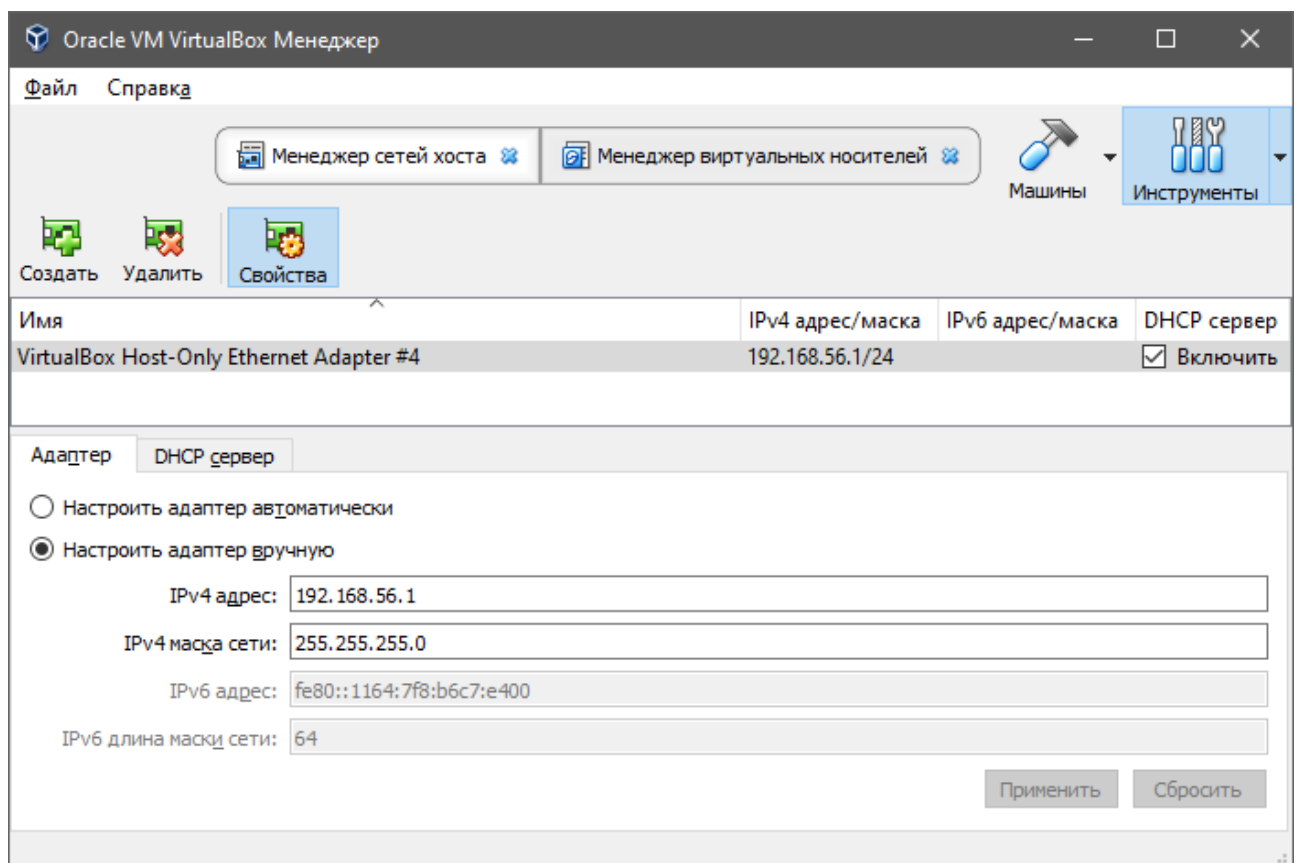 Oracle VM VirtualBox Менеджер
Файл Справка
Менеджер сетей хоста Менеджер виртуальных носителей
Машины Инструменты
Создать Удалить Свойства
Имя IPv4 адрес/маска IPv6 адрес/маска DHCP сервер
VirtualBox Host-Only Ethernet Adapter #4 192.168.56.1/24 Включить
Адаптер DHCP сервер
Настроить адаптер автоматически
Настроить адаптер вручную
IPv4 адрес: 192.168.56.1
IPv4 маска сети: 255.255.255.0
IPv6 адрес: fe80::1164:7f8:b6c7:e400
IPv6 длина маски сети: 64
Применить Сбросить